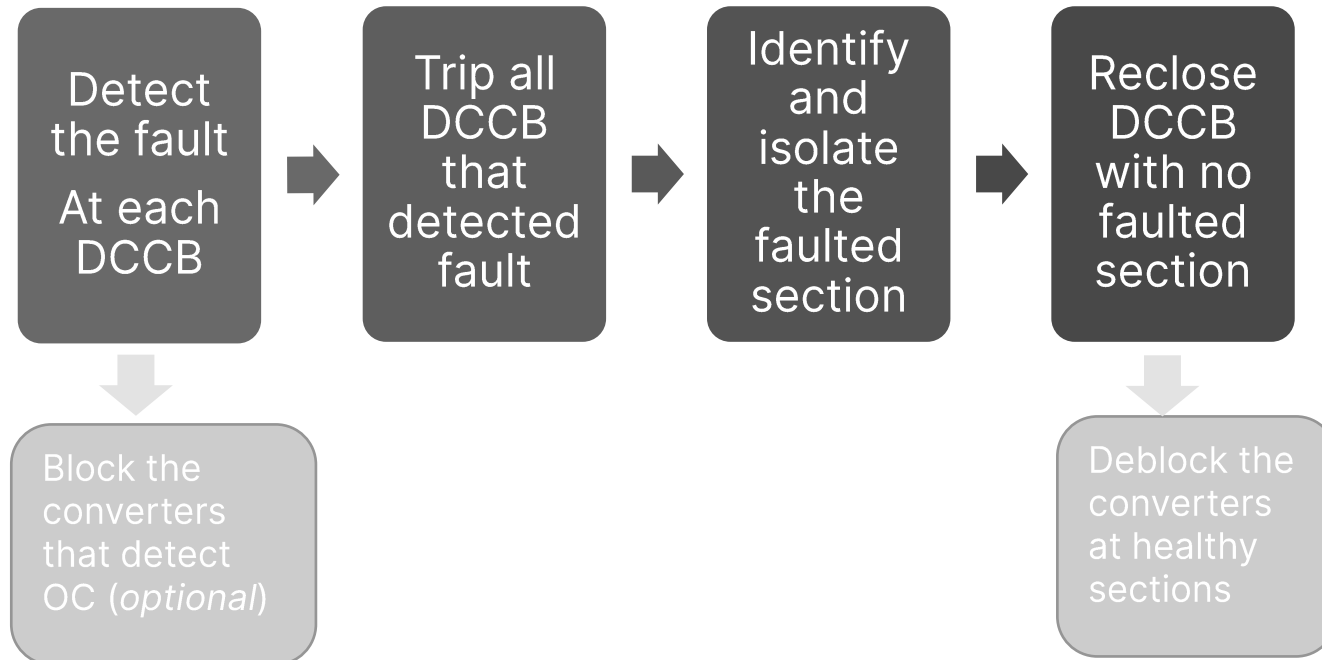 Detect
the fault
At each
DCCB
Trip all
DCCB
that
detected
fault
Identify
and
isolate
the
faulted
section
Reclose
DCCB
with no
faulted
section
Block the
converters
that detect
OC (optional)
Deblock the
converters
at healthy
sections